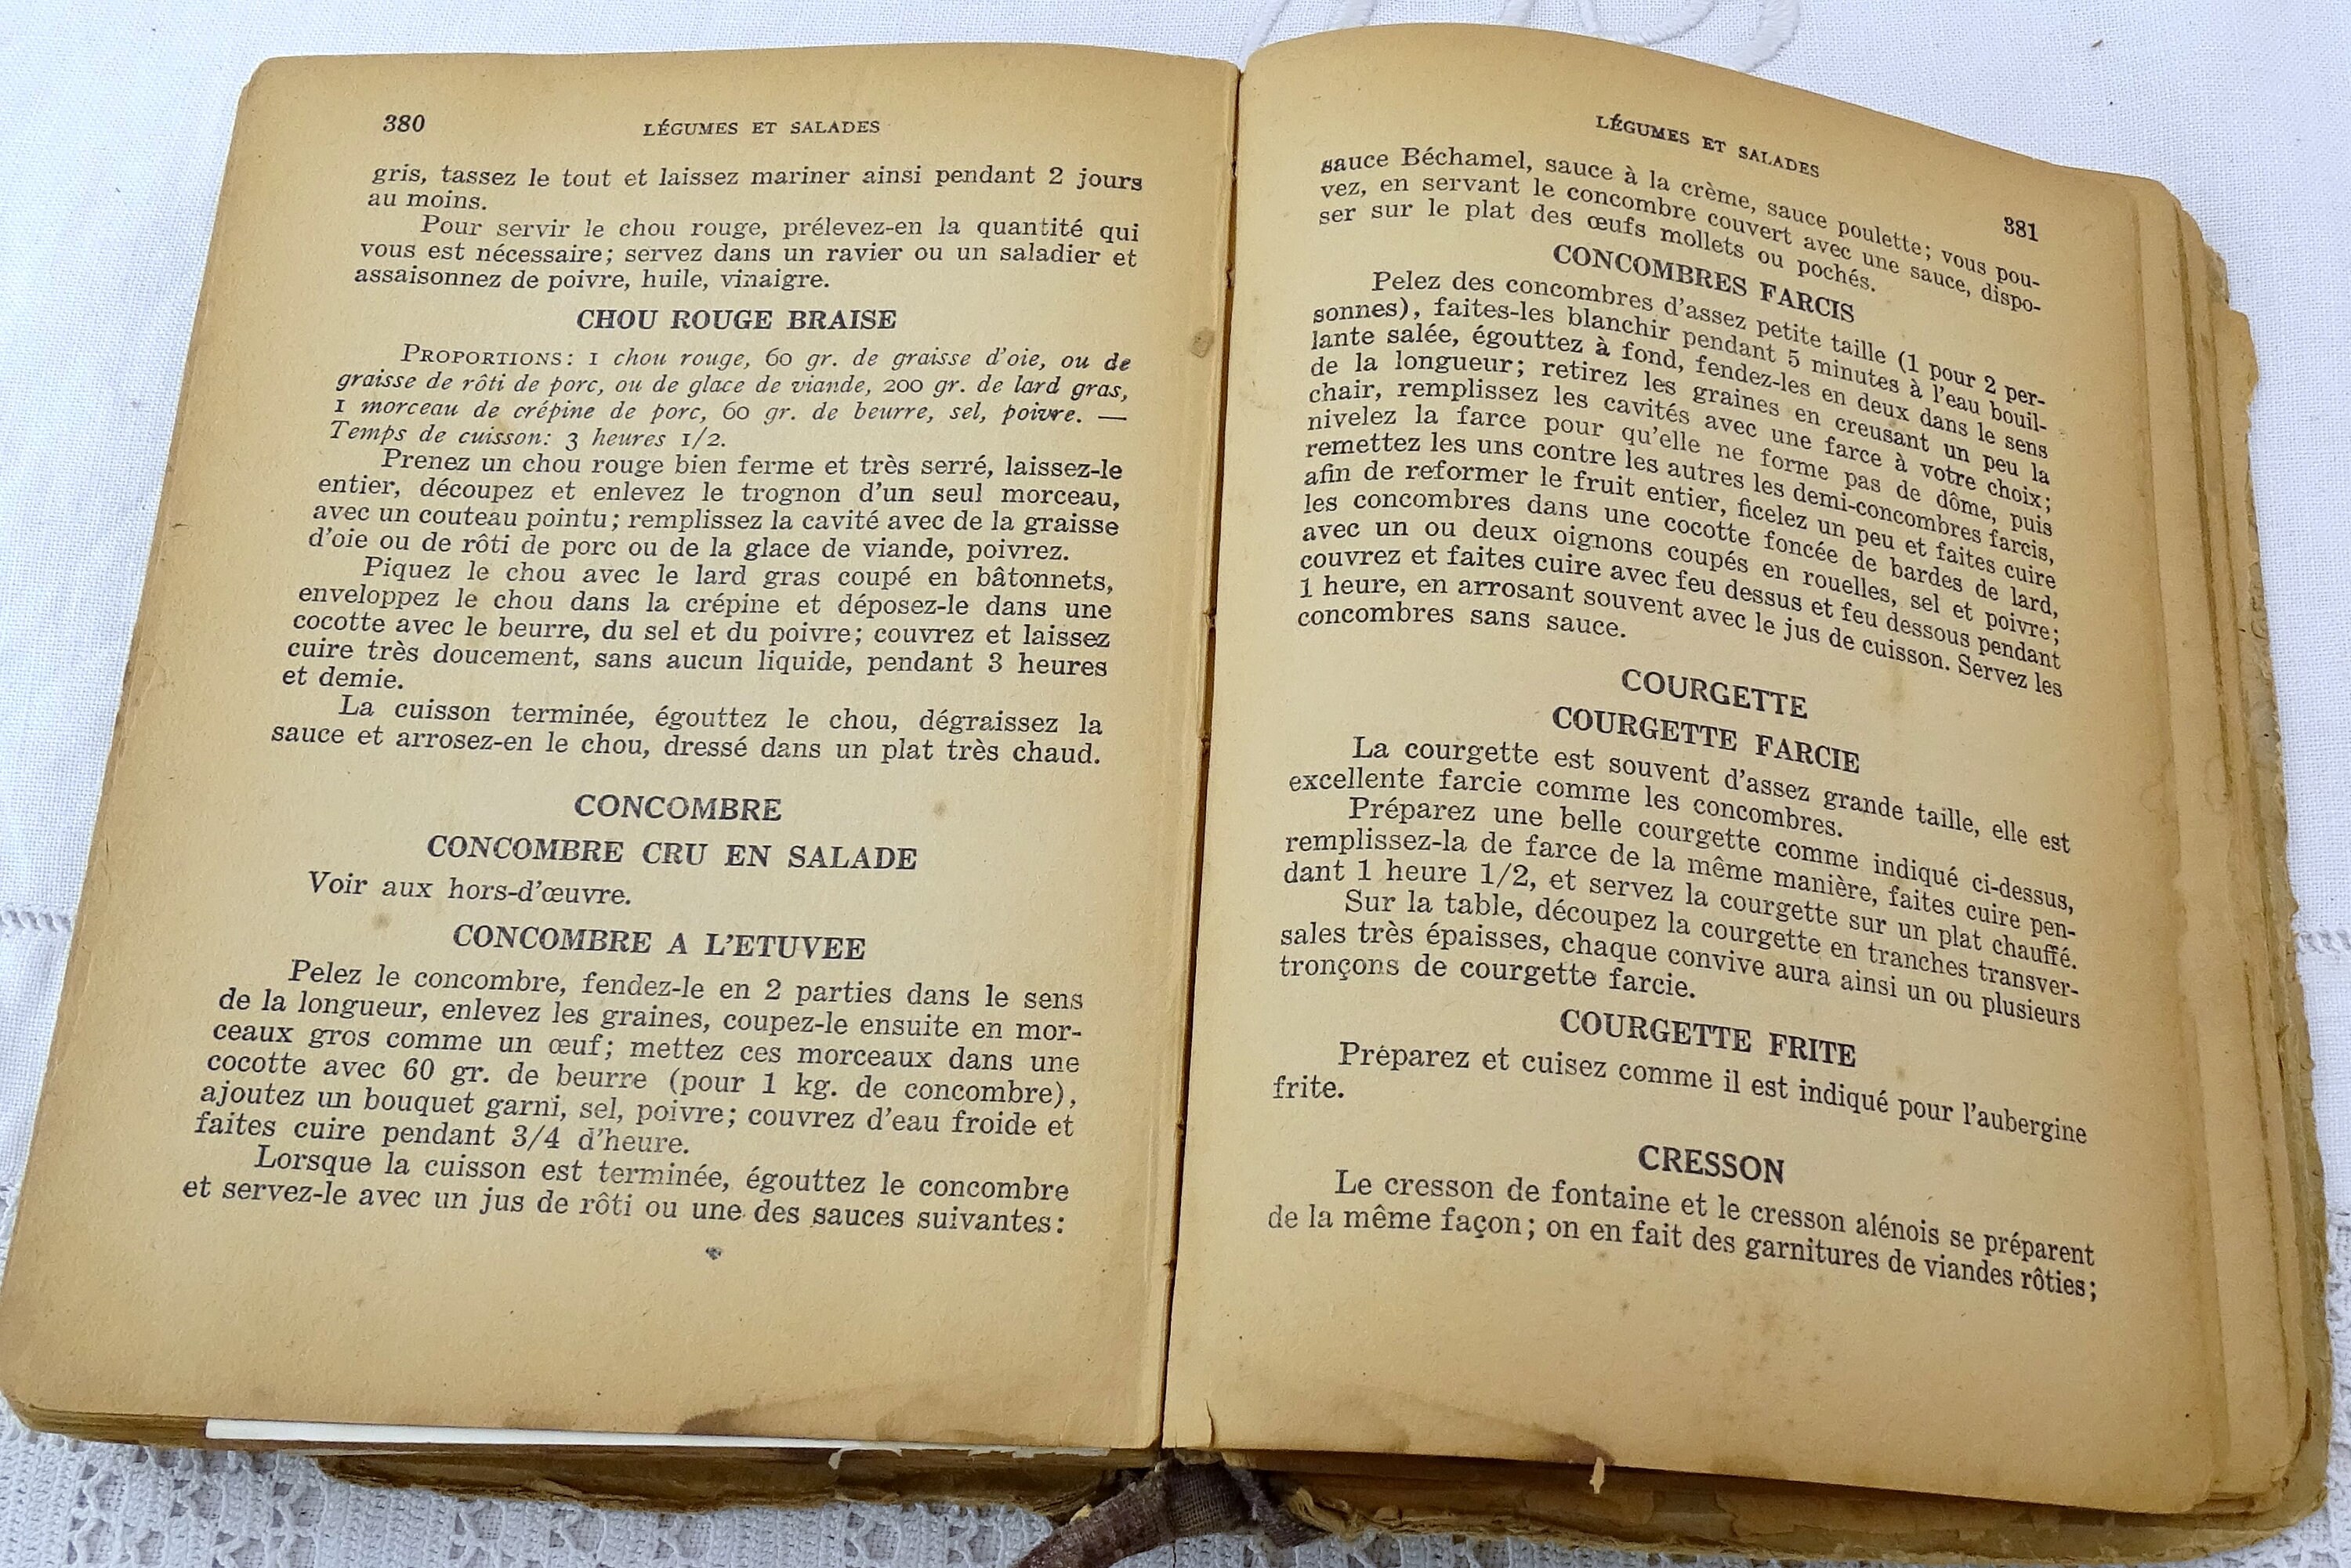 380
LÉGUMES ET SALADES
gris, tassez le tout et laissez mariner ainsi pendant 2 jours
au moins.
Pour servir le chou rouge, prélevez-en la quantité qui
vous est nécessaire; servez dans un ravier ou un saladier et
assaisonnez de poivre, huile, vinaigre.
CHOU ROUGE BRAISE
PROPORTIONS: 1 chou rouge, 60 gr. de graisse d'oie, ou de
graisse de rôti de porc, ou de glace de viande, 200 gr. de lard gras,
1 morceau de crépine de porc, 60 gr. de beurre, sel, poivre. —
Temps de cuisson: 3 heures 1/2.
Prenez un chou rouge bien ferme et très serré, laissez-le
entier, découpez et enlevez le trognon d'un seul morceau,
avec un couteau pointu; remplissez la cavité avec de la graisse
d'oie ou de rôti de porc ou de la glace de viande, poivrez.
Piquez le chou avec le lard gras coupé en bâtonnets,
enveloppez le chou dans la crépine et déposez-le dans une
cocotte avec le beurre, du sel et du poivre; couvrez et laissez
cuire très doucement, sans aucun liquide, pendant 3 heures
et demie.
La cuisson terminée, égouttez le chou, dégraissez la
sauce et arrosez-en le chou, dressé dans un plat très chaud.
CONCOMBRE
CONCOMBRE CRU EN SALADE
Voir aux hors-d'œuvre.
CONCOMBRE A L'ETUVEE
Pelez le concombre, fendez-le en 2 parties dans le sens
de la longueur, enlevez les graines, coupez-le ensuite en mor-
ceaux gros comme un œuf; mettez ces morceaux dans une
cocotte avec 60 gr. de beurre (pour 1 kg. de concombre),
ajoutez un bouquet garni, sel, poivre; couvrez d'eau froide et
faites cuire pendant 3/4 d'heure.
Lorsque la cuisson est terminée, égouttez le concombre
et servez-le avec un jus de rôti ou une des sauces suivantes:
LÉGUMES ET SALADES
381
sauce Béchamel, sauce à la crème, sauce poulette; vous pou-
vez, en servant le concombre couvert avec une sauce, dispo-
ser sur le plat des œufs mollets ou pochés.
CONCOMBRES FARCIS
Pelez des concombres d'assez petite taille (1 pour 2 per-
sonnes), faites-les blanchir pendant 5 minutes à l'eau bouil-
lante salée, égouttez à fond, fendez-les en deux dans le sens
de la longueur; retirez les graines en creusant un peu la
chair, remplissez les cavités avec une farce à votre choix;
nivelez la farce pour qu'elle ne forme pas de dôme, puis
remettez les uns contre les autres les demi-concombres farcis,
afin de reformer le fruit entier, ficelez un peu et faites cuire
les concombres dans une cocotte foncée de bardes de lard,
avec un ou deux oignons coupés en rouelles, sel et poivre;
couvrez et faites cuire avec feu dessus et feu dessous pendant
1 heure, en arrosant souvent avec le jus de cuisson. Servez les
concombres sans sauce.
COURGETTE
COURGETTE FARCIE
La courgette est souvent d'assez grande taille, elle est
excellente farcie comme les concombres.
Préparez une belle courgette comme indiqué ci-dessus,
remplissez-la de farce de la même manière, faites cuire pen-
dant 1 heure 1/2, et servez la courgette sur un plat chauffé.
Sur la table, découpez la courgette en tranches transver-
sales très épaisses, chaque convive aura ainsi un ou plusieurs
tronçons de courgette farcie.
COURGETTE FRITE
Préparez et cuisez comme il est indiqué pour l'aubergine
frite.
CRESSON
Le cresson de fontaine et le cresson alénois se préparent
de la même façon; on en fait des garnitures de viandes rôties;